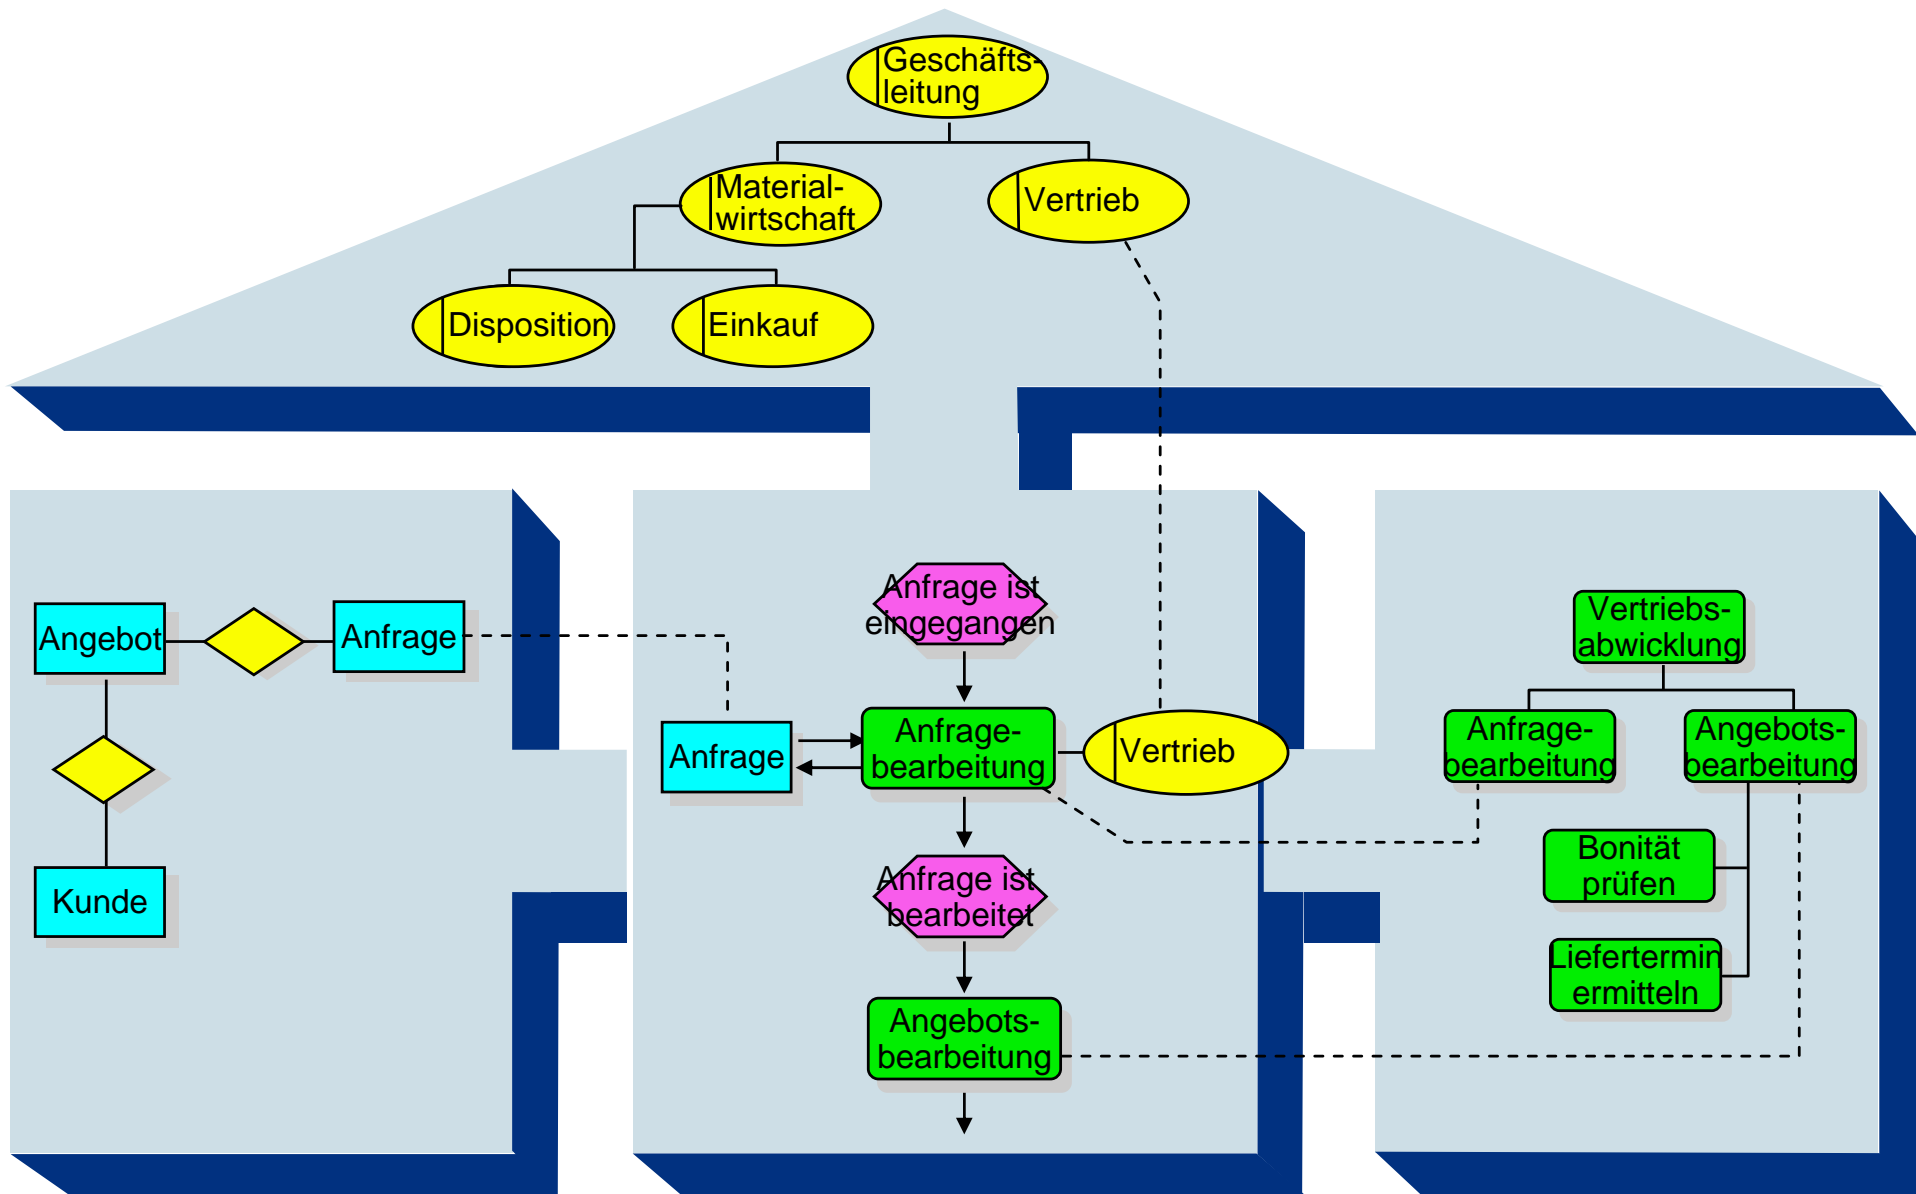 Geschäfts-
leitung
Material-
wirtschaft
Vertrieb
Disposition
Einkauf
Angebot
Anfrage
Kunde
Anfrage ist
eingegangen
Anfrage
Anfrage-
bearbeitung
Vertrieb
Anfrage ist
bearbeitet
Angebots-
bearbeitung
Vertriebs-
abwicklung
Anfrage-
bearbeitung
Angebots-
bearbeitung
Bonität
prüfen
Liefertermin
ermitteln